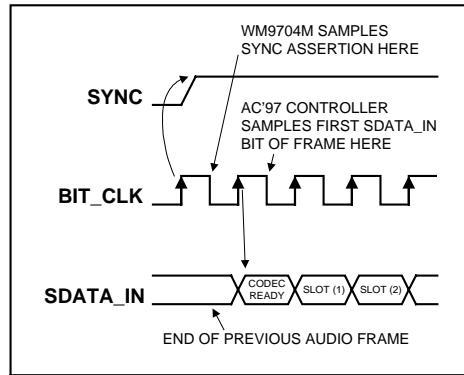 WM9704M SAMPLES
SYNC ASSERTION HERE
SYNC
AC'97 CONTROLLER
SAMPLES FIRST SDATA_IN
BIT OF FRAME HERE
BIT_CLK
SDATA_IN
CODEC
READY
SLOT (1)
SLOT (2)
END OF PREVIOUS AUDIO FRAME